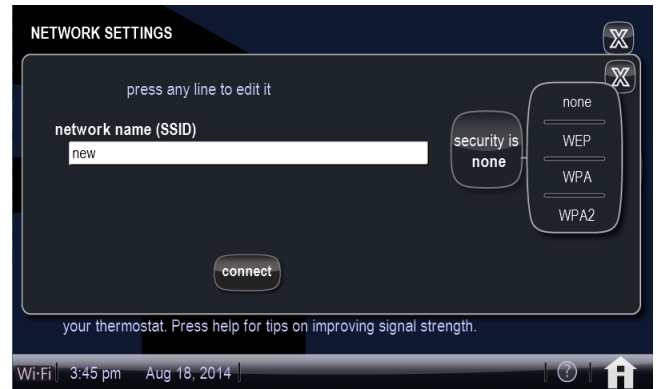 NETWORK SETTINGS
X
X
press any line to edit it
network name (SSID)
new
security is
none
none
WEP
WPA
WPA2
connect
your thermostat. Press help for tips on improving signal strength.
Wi-Fi 3:45 pm Aug 18, 2014 ?